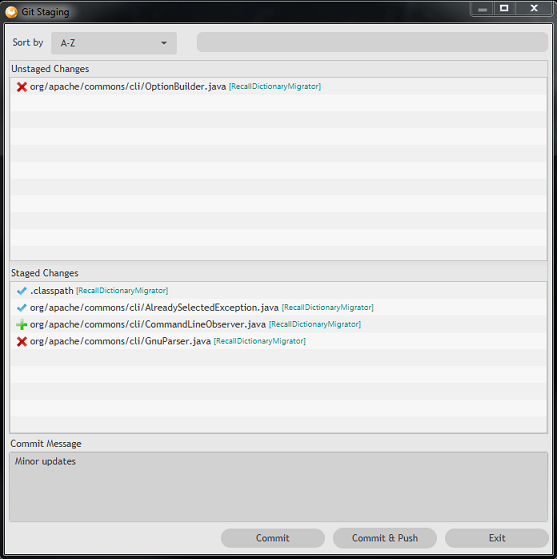 Git Staging
Sort by A-Z
Unstaged Changes
org/apache/commons/cli/OptionBuilder.java [RecallDictionaryMigrator]
Staged Changes
.classpath [RecallDictionaryMigrator]
org/apache/commons/cli/AlreadySelectedException.java [RecallDictionaryMigrator]
org/apache/commons/cli/CommandLineObserver.java [RecallDictionaryMigrator]
org/apache/commons/cli/GnuParser.java [RecallDictionaryMigrator]
Commit Message
Minor updates
Commit Commit & Push Exit